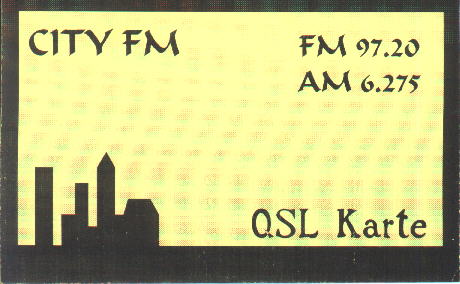 CITY FM
FM 97.20
AM 6.275
QSL Karte